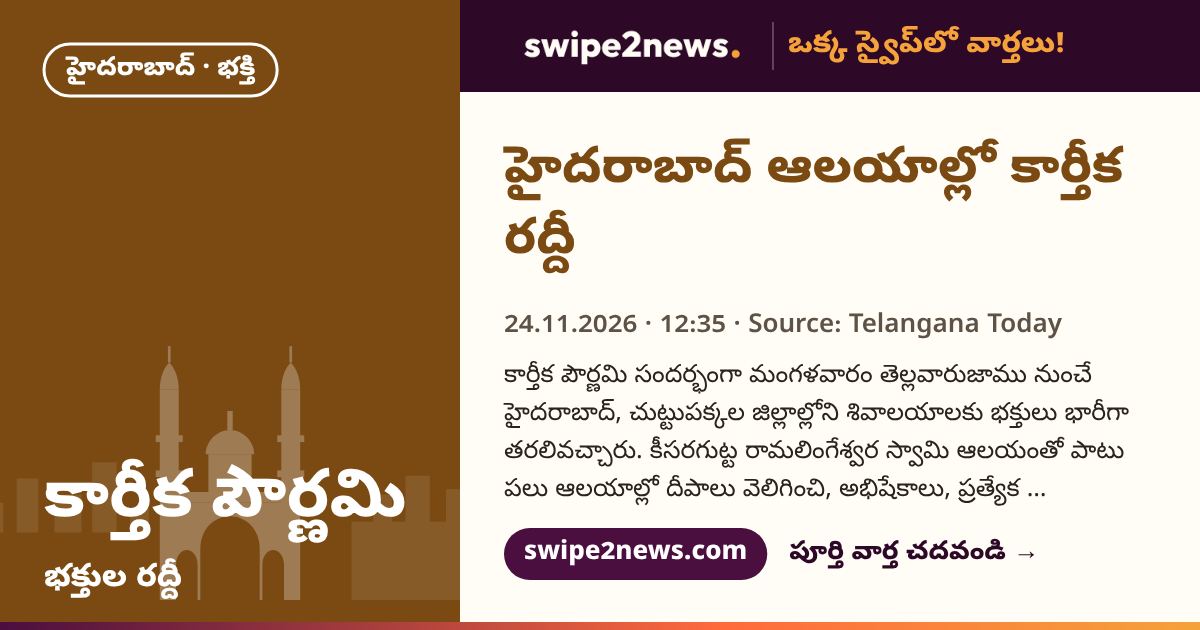 హైదరాబాద్ · భక్తి
కార్తీక పౌర్ణమి
భక్తుల రద్దీ
swipe2news.
ఒక్క స్వైప్‌లో వార్తలు!
హైదరాబాద్ ఆలయాల్లో కార్తీక
రద్దీ
24.11.2026 · 12:35 · Source: Telangana Today
కార్తీక పౌర్ణమి సందర్భంగా మంగళవారం తెల్లవారుజాము నుంచే
హైదరాబాద్, చుట్టుపక్కల జిల్లాల్లోని శివాలయాలకు భక్తులు భారీగా
తరలివచ్చారు. కీసరగుట్ట రామలింగేశ్వర స్వామి ఆలయంతో పాటు
పలు ఆలయాల్లో దీపాలు వెలిగించి, అభిషేకాలు, ప్రత్యేక ...
swipe2news.com
పూర్తి వార్త చదవండి →